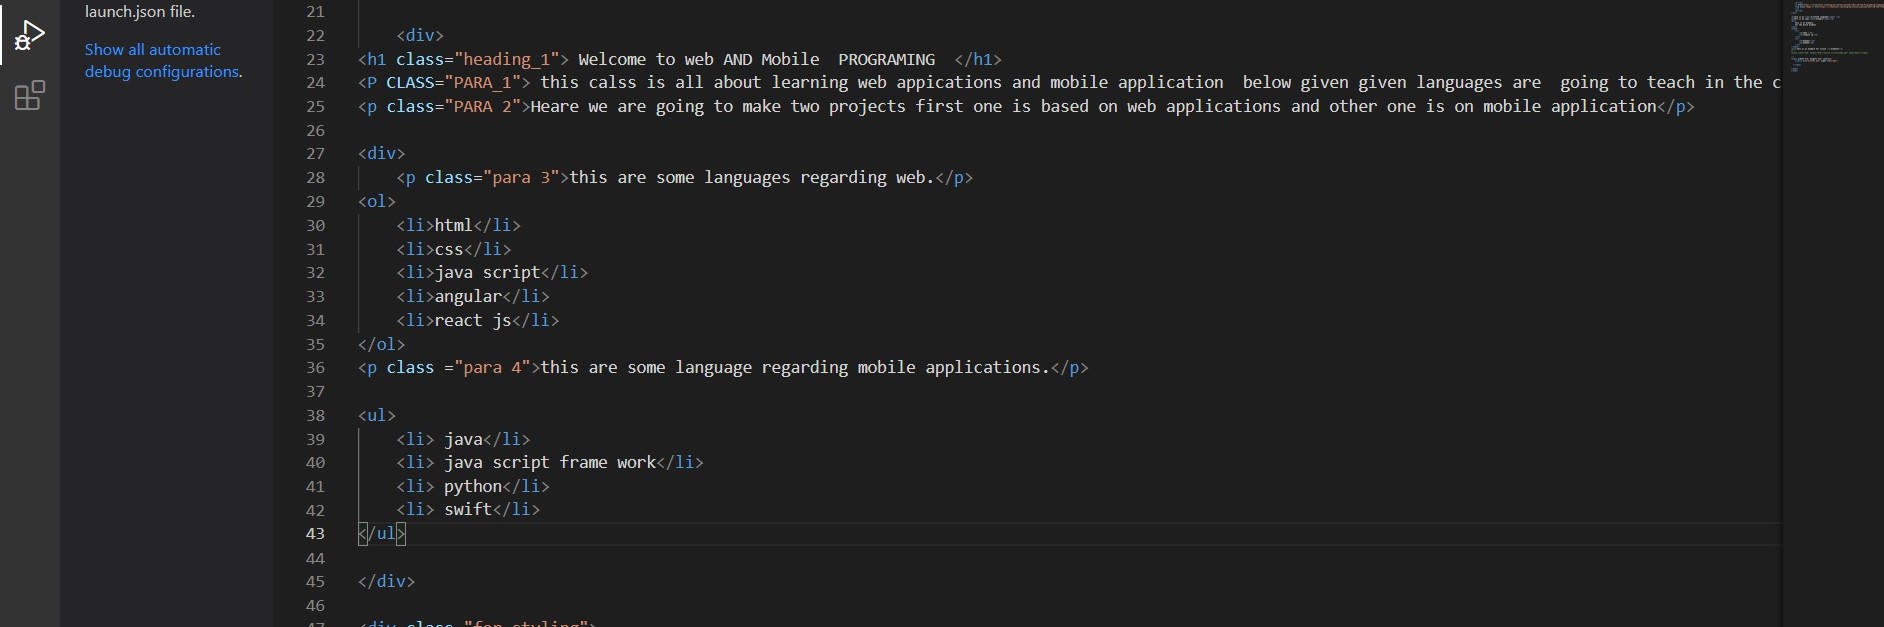 launch.json file.
Show all automatic
debug configurations.
21
22 <div>
23 <h1 class="heading_1"> Welcome to web AND Mobile  PROGRAMING  </h1>
24 <P CLASS="PARA_1"> this calss is all about learning web appications and mobile application  below given given languages are  going to teach in the c
25 <p class="PARA 2">Heare we are going to make two projects first one is based on web applications and other one is on mobile application</p>
26
27 <div>
28 <p class="para 3">this are some languages regarding web.</p>
29 <ol>
30 <li>html</li>
31 <li>css</li>
32 <li>java script</li>
33 <li>angular</li>
34 <li>react js</li>
35 </ol>
36 <p class ="para 4">this are some language regarding mobile applications.</p>
37
38 <ul>
39 <li> java</li>
40 <li> java script frame work</li>
41 <li> python</li>
42 <li> swift</li>
43 </ul>
44
45 </div>
46
47 <div class="for styling">